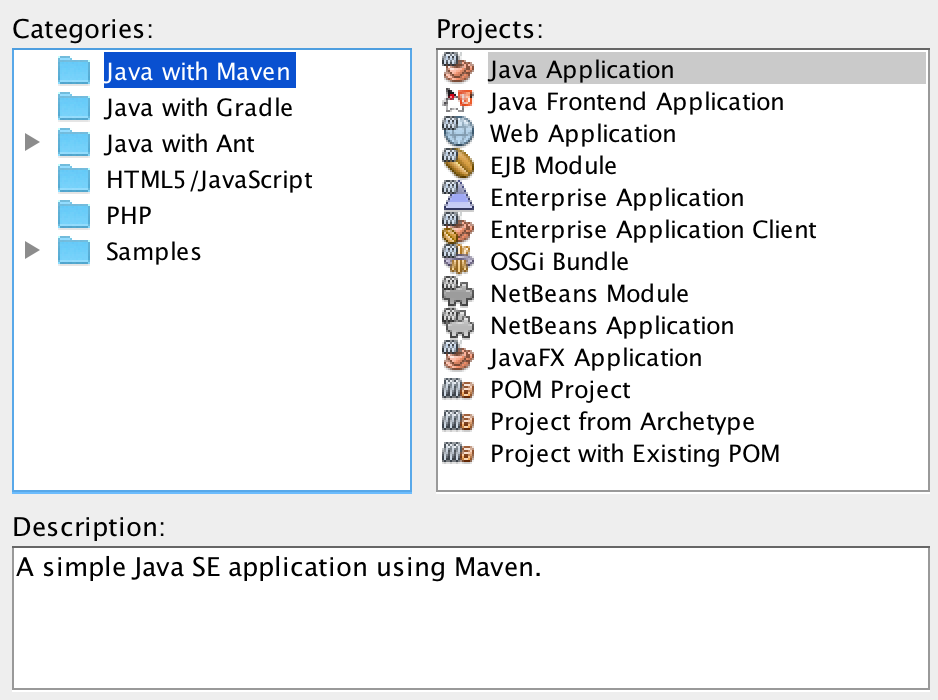 Categories:
Java with Maven
Java with Gradle
Java with Ant
HTML5/JavaScript
PHP
Samples
Projects:
Java Application
Java Frontend Application
Web Application
EJB Module
Enterprise Application
Enterprise Application Client
OSGi Bundle
NetBeans Module
NetBeans Application
JavaFX Application
POM Project
Project from Archetype
Project with Existing POM
Description:
A simple Java SE application using Maven.